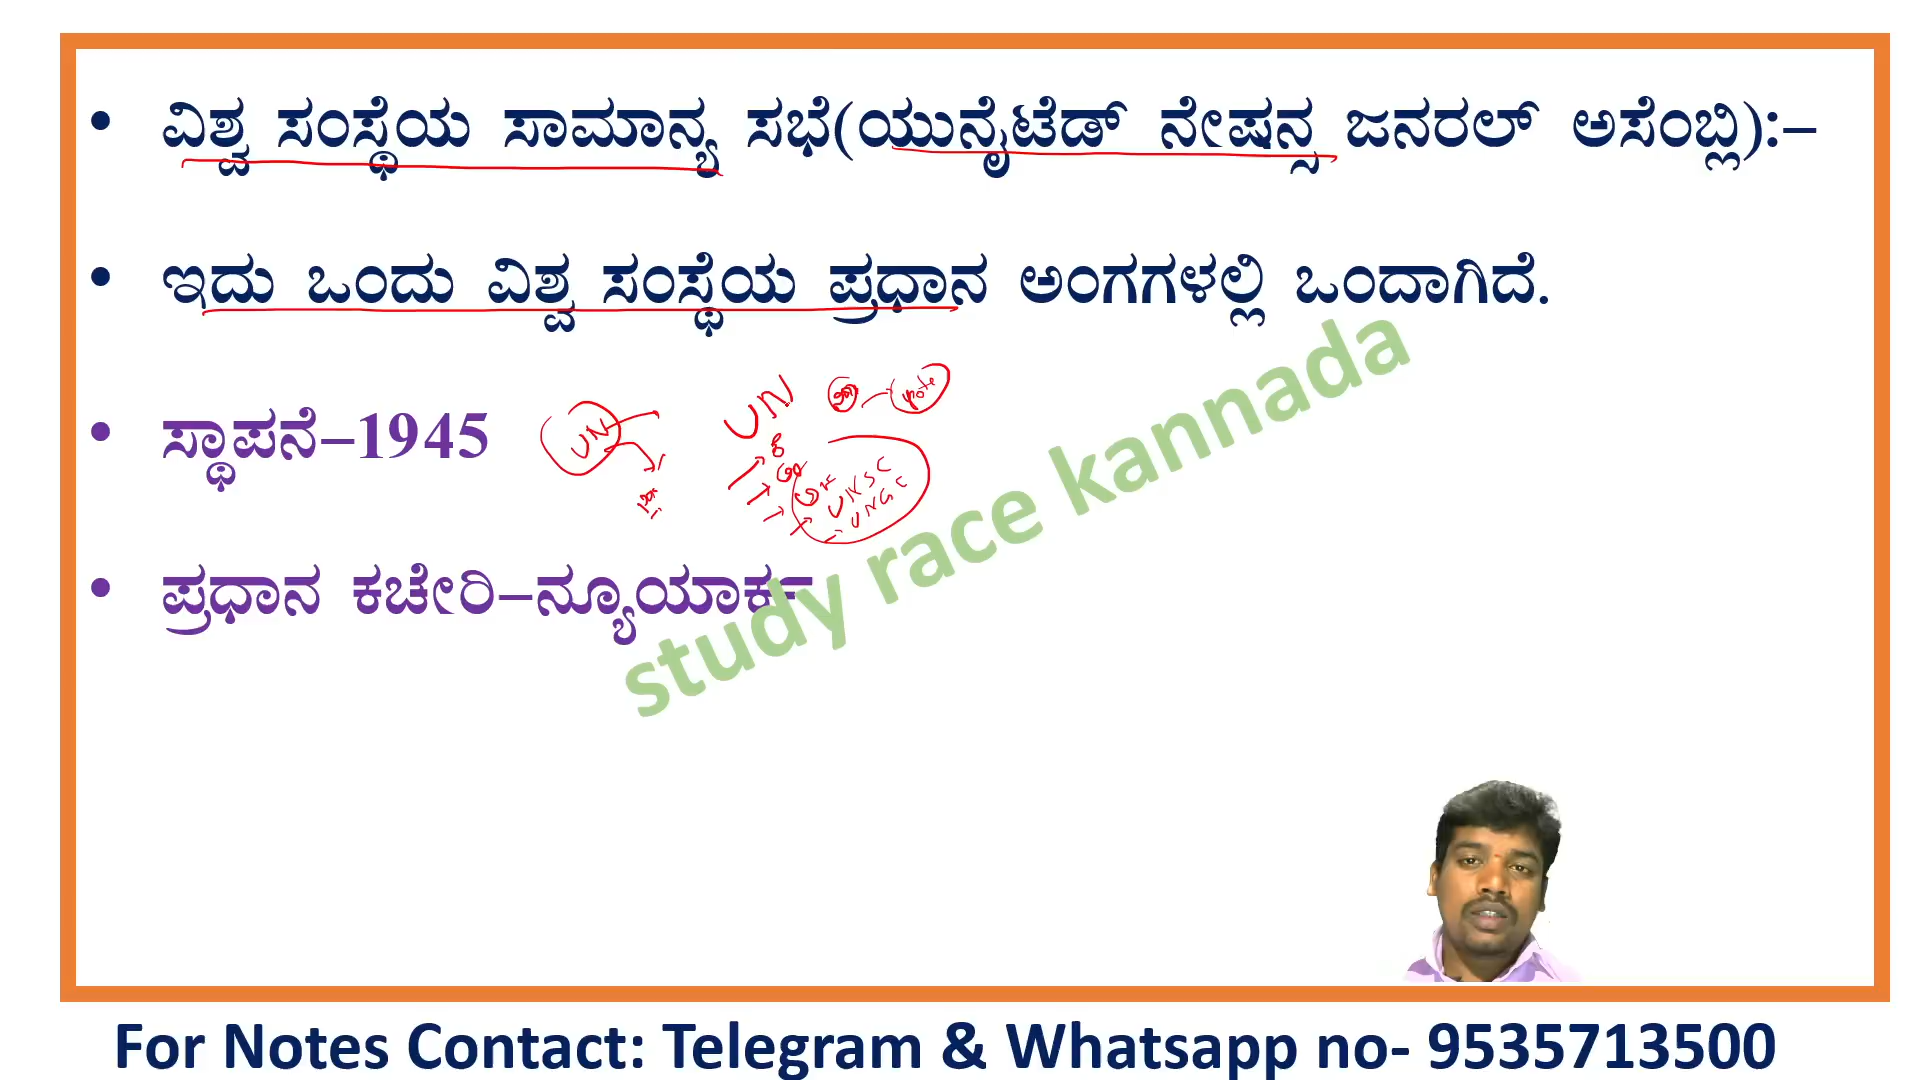 • ವಿಶ್ವ ಸಂಸ್ಥೆಯ ಸಾಮಾನ್ಯ ಸಭೆ(ಯುನೈಟೆಡ್ ನೇಷನ್ಸ ಜನರಲ್ ಅಸೆಂಬ್ಲಿ):–
• ಇದು ಒಂದು ವಿಶ್ವ ಸಂಸ್ಥೆಯ ಪ್ರಧಾನ ಅಂಗಗಳಲ್ಲಿ ಒಂದಾಗಿದೆ.
UN vote
• ಸ್ಥಾಪನೆ–1945
UN
UNSC
UNGC
• ಪ್ರಧಾನ ಕಚೇರಿ–ನ್ಯೂಯಾರ್ಕ
study race kannada
For Notes Contact: Telegram & Whatsapp no- 9535713500